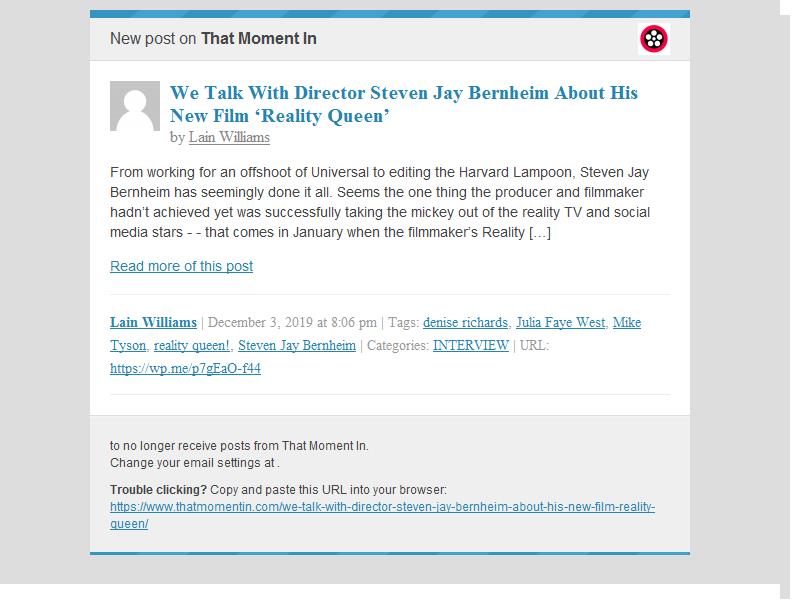 New post on That Moment In
We Talk With Director Steven Jay Bernheim About His
New Film ‘Reality Queen’
by Lain Williams
From working for an offshoot of Universal to editing the Harvard Lampoon, Steven Jay
Bernheim has seemingly done it all. Seems the one thing the producer and filmmaker
hadn’t achieved yet was successfully taking the mickey out of the reality TV and social
media stars - - that comes in January when the filmmaker’s Reality […]
Read more of this post
Lain Williams | December 3, 2019 at 8:06 pm | Tags: denise richards, Julia Faye West, Mike
Tyson, reality queen!, Steven Jay Bernheim | Categories: INTERVIEW | URL:
https://wp.me/p7gEaO-f44
to no longer receive posts from That Moment In.
Change your email settings at .
Trouble clicking? Copy and paste this URL into your browser:
https://www.thatmomentin.com/we-talk-with-director-steven-jay-bernheim-about-his-new-film-reality-
queen/